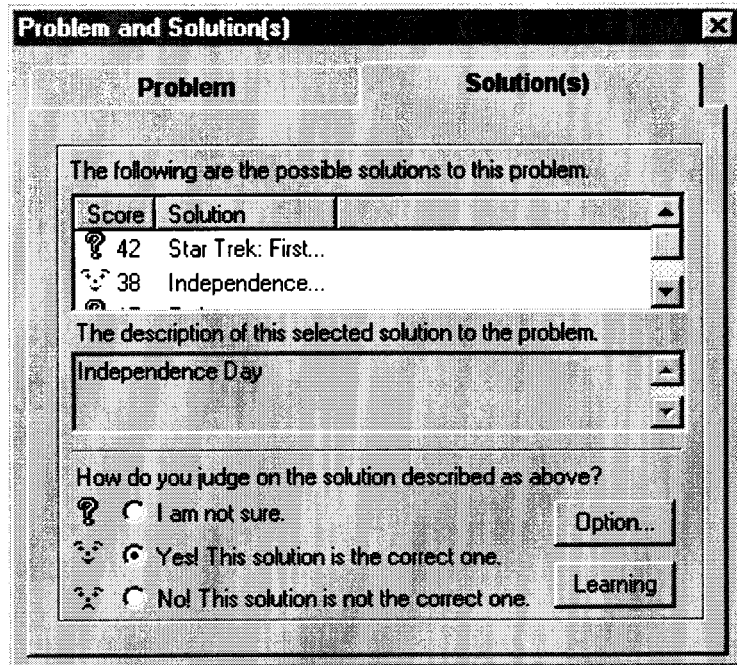 Problem and Solution(s)
Problem Solution(s)
The following are the possible solutions to this problem.
Score Solution
42 Star Trek: First...
38 Independence...
The description of this selected solution to the problem.
Independence Day
How do you judge on the solution described as above?
I am not sure.
Option...
Yes! This solution is the correct one.
Learning
No! This solution is not the correct one.